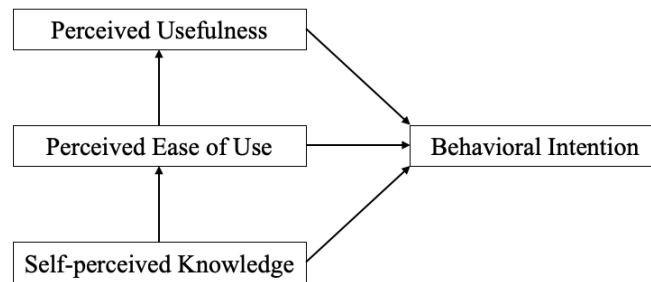 Perceived Usefulness
Perceived Ease of Use
Behavioral Intention
Self-perceived Knowledge